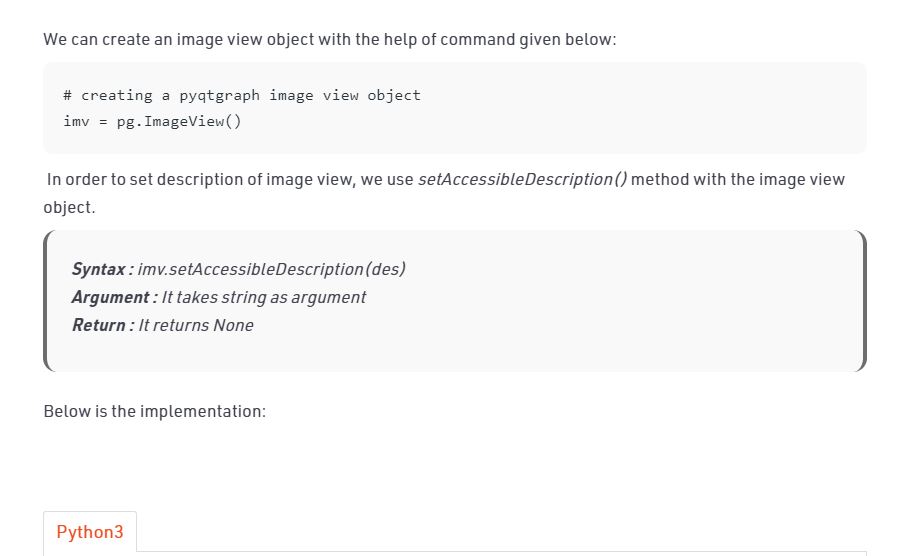 We can create an image view object with the help of command given below:
# creating a pyqtgraph image view object
imv = pg.ImageView()
In order to set description of image view, we use setAccessibleDescription() method with the image view
object.
Syntax : imv.setAccessibleDescription(des)
Argument : It takes string as argument
Return : It returns None
Below is the implementation:
Python3